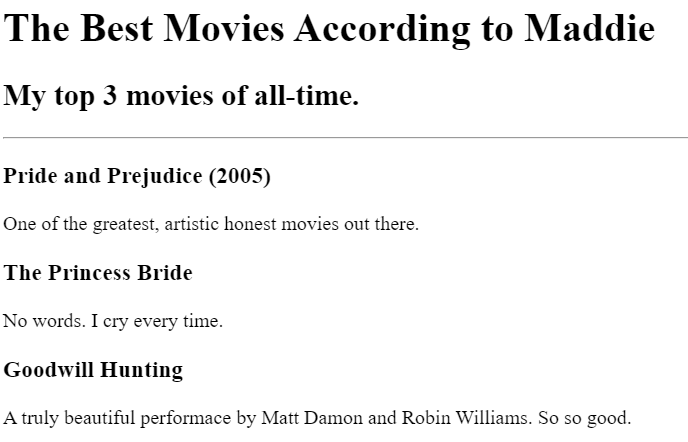 The Best Movies According to Maddie
My top 3 movies of all-time.
Pride and Prejudice (2005)
One of the greatest, artistic honest movies out there.
The Princess Bride
No words. I cry every time.
Goodwill Hunting
A truly beautiful performace by Matt Damon and Robin Williams. So so good.